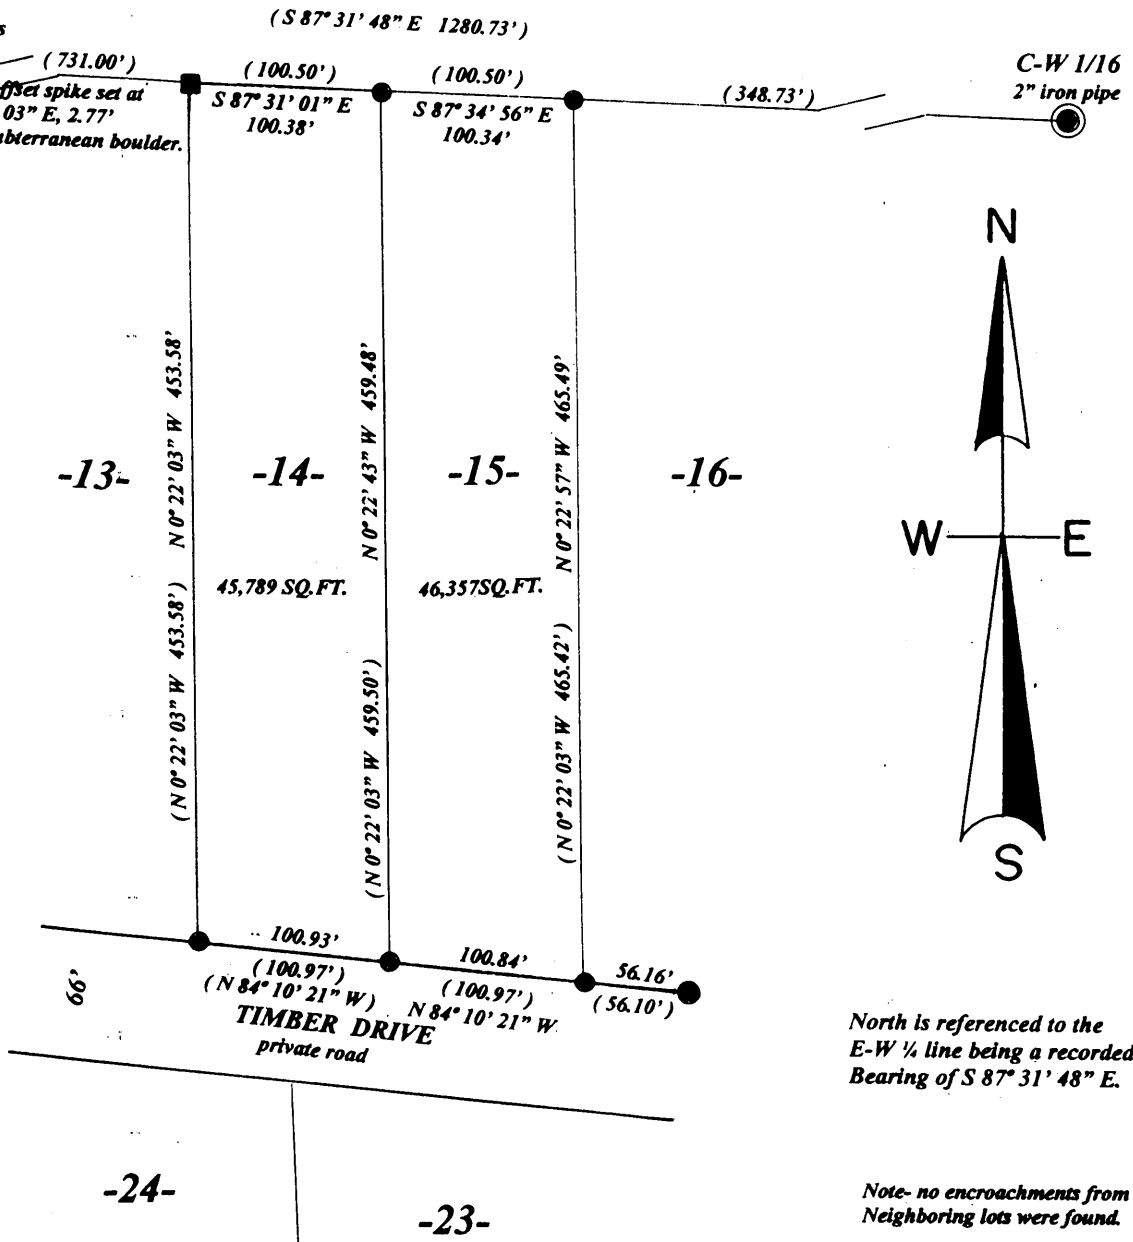 (S 87° 31' 48" E 1280.73')
(731.00')
(100.50')
(100.50')
(348.73')
C-W 1/16
2" iron pipe
ffset spike set at
03" E, 2.77'
bterranean boulder.
S 87° 31' 01" E
100.38'
S 87° 34' 56" E
100.34'
N
W
E
S
N 0° 22' 03" W 453.58'
(N 0° 22' 03" W 453.58')
N 0° 22' 43" W 459.48'
(N 0° 22' 03" W 459.50')
N 0° 22' 57" W 465.49'
(N 0° 22' 03" W 465.42')
-13-
-14-
-15-
-16-
45,789 SQ.FT.
46,357SQ.FT.
100.93'
(100.97')
(N 84° 10' 21" W)
100.84'
(100.97')
N 84° 10' 21" W
56.16'
(56.10')
66'
TIMBER DRIVE
private road
North is referenced to the
E-W ¼ line being a recorded
Bearing of S 87° 31' 48" E.
-24-
-23-
Note- no encroachments from
Neighboring lots were found.